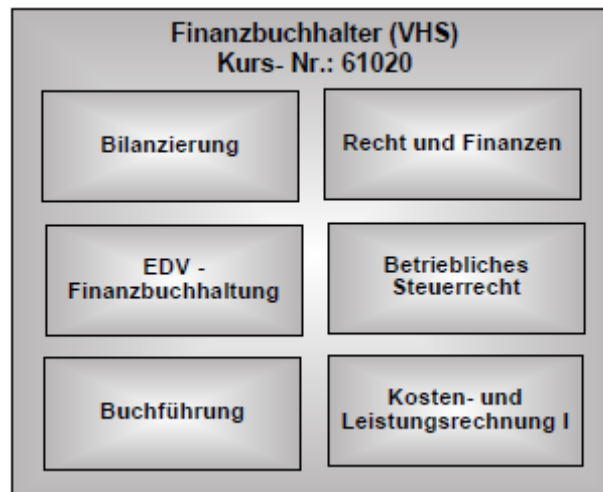 Finanzbuchhalter (VHS)
Kurs- Nr.: 61020
Bilanzierung
Recht und Finanzen
EDV -
Finanzbuchhaltung
Betriebliches
Steuerrecht
Buchführung
Kosten- und
Leistungsrechnung I